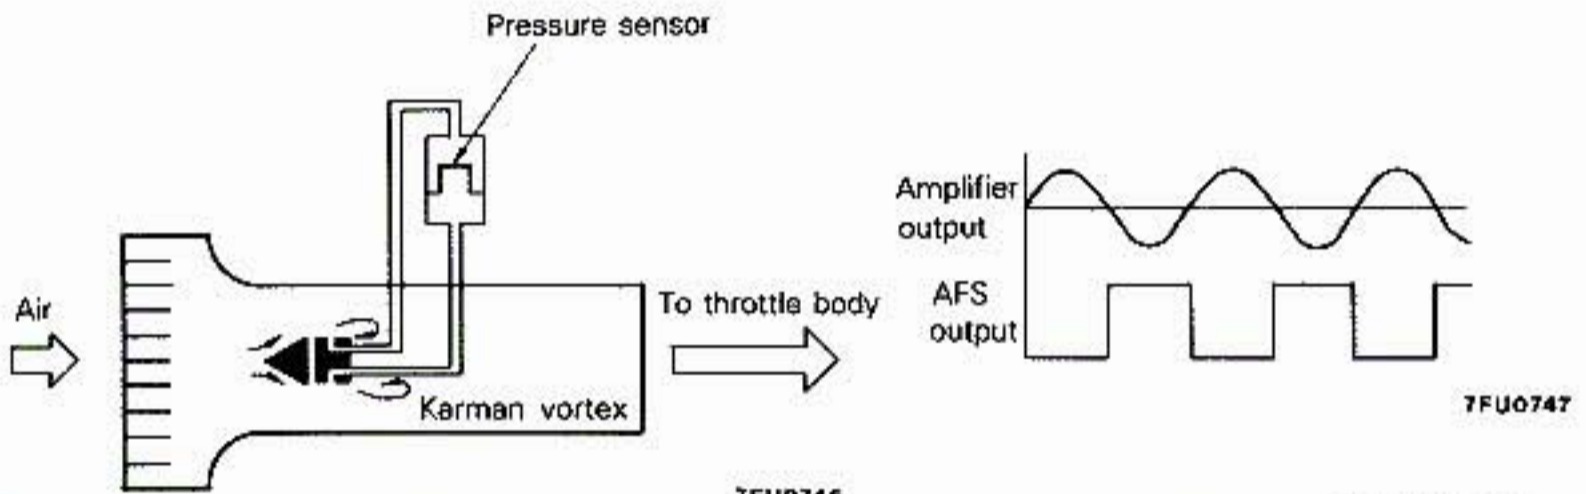 Pressure sensor
Air
To throttle body
Karman vortex
Amplifier
output
AFS
output
7FU0747